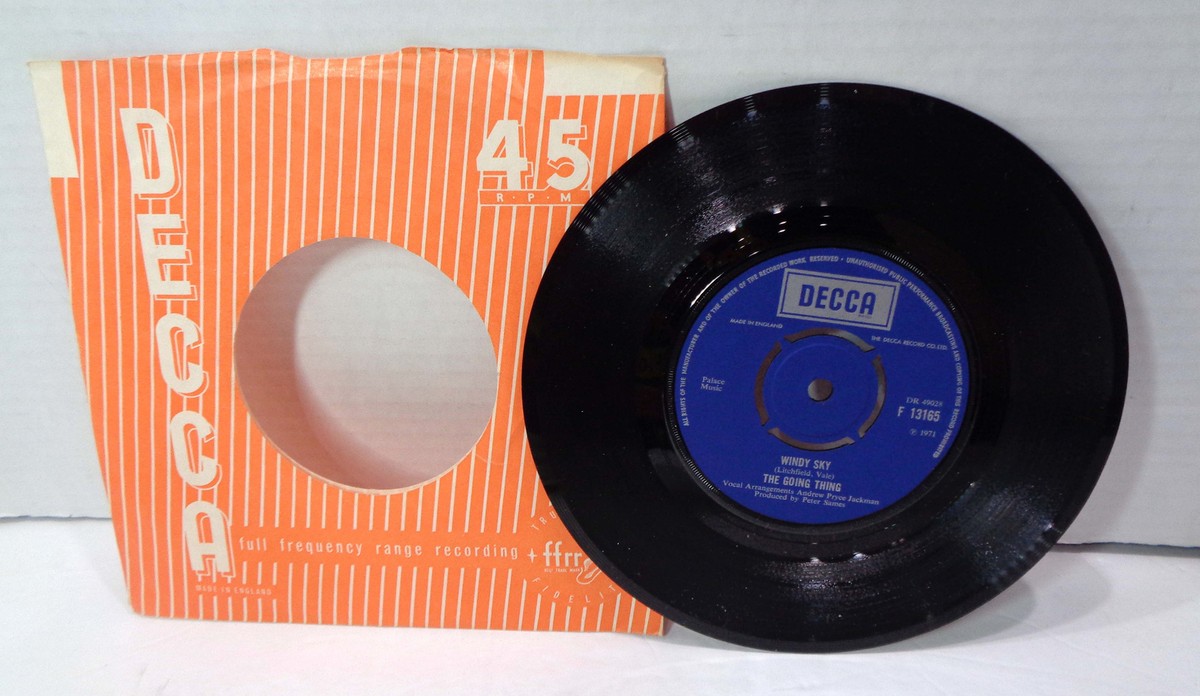 DECCA
45
R·P·M
full frequency range recording
ffrr
MADE IN ENGLAND
ALL RIGHTS OF THE MANUFACTURER AND OF THE OWNER OF THE RECORDED WORK RESERVED • UNAUTHORISED PUBLIC PERFORMANCE BROADCASTING AND COPYING OF THIS RECORD PROHIBITED
DECCA
MADE IN ENGLAND
THE DECCA RECORD CO. LTD.
Palace
Music
DR 49028
F 13165
℗ 1971
WINDY SKY
(Litchfield, Vale)
THE GOING THING
Vocal Arrangements Andrew Pryce Jackman
Produced by Peter Sames